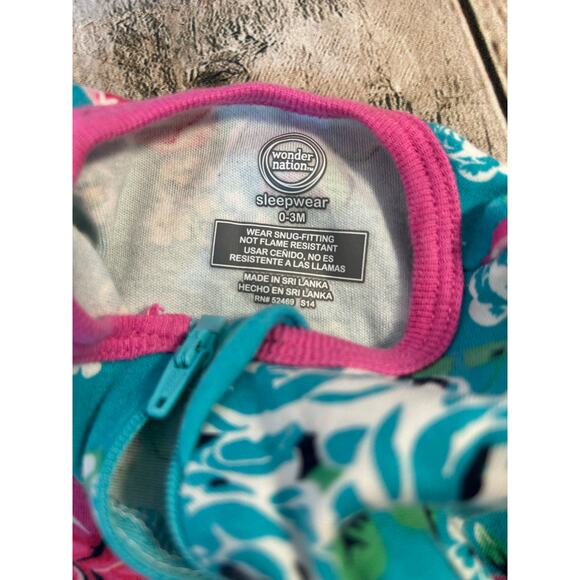 wonder
nation™
sleepwear
0-3M
WEAR SNUG-FITTING
NOT FLAME RESISTANT
USAR CEÑIDO, NO ES
RESISTENTE A LAS LLAMAS
MADE IN SRI LANKA
HECHO EN SRI LANKA
RN# 52469 S14